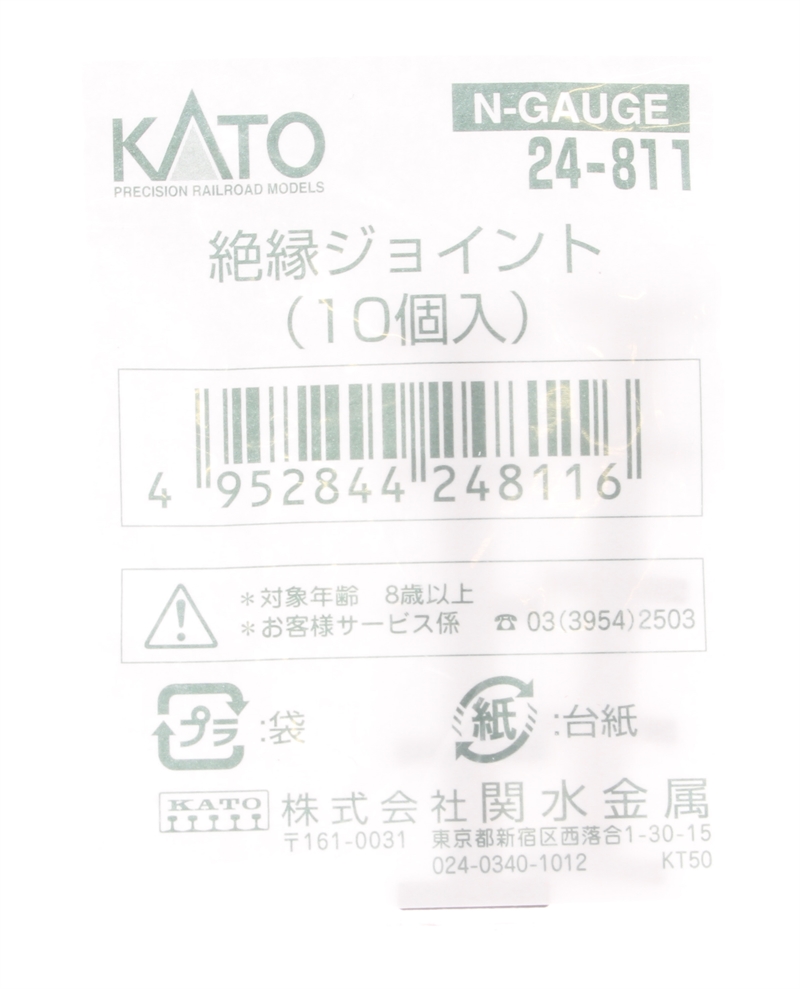 KATO
PRECISION RAILROAD MODELS
N-GAUGE
24-811
絶縁ジョイント
(10個入)
4 952844 248116
*対象年齢 8歳以上
*お客様サービス係 ☎ 03(3954)2503
プラ :袋
紙 :台紙
KATO 株式会社 関水金属
〒161-0031 東京都新宿区西落合1-30-15
024-0340-1012 KT50